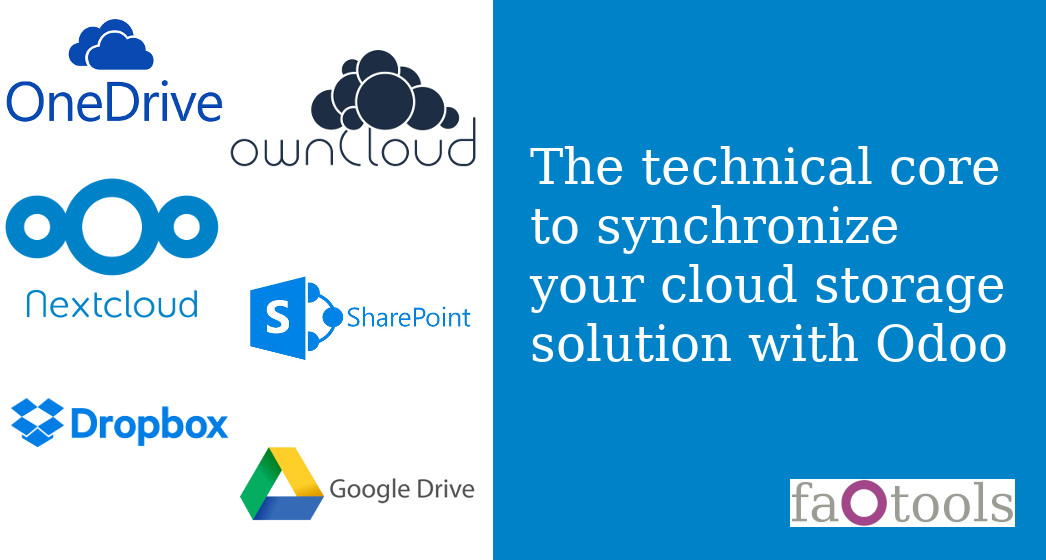 OneDrive
ownCloud
Nextcloud
S SharePoint
Dropbox
Google Drive
The technical core
to synchronize
your cloud storage
solution with Odoo
faOtools